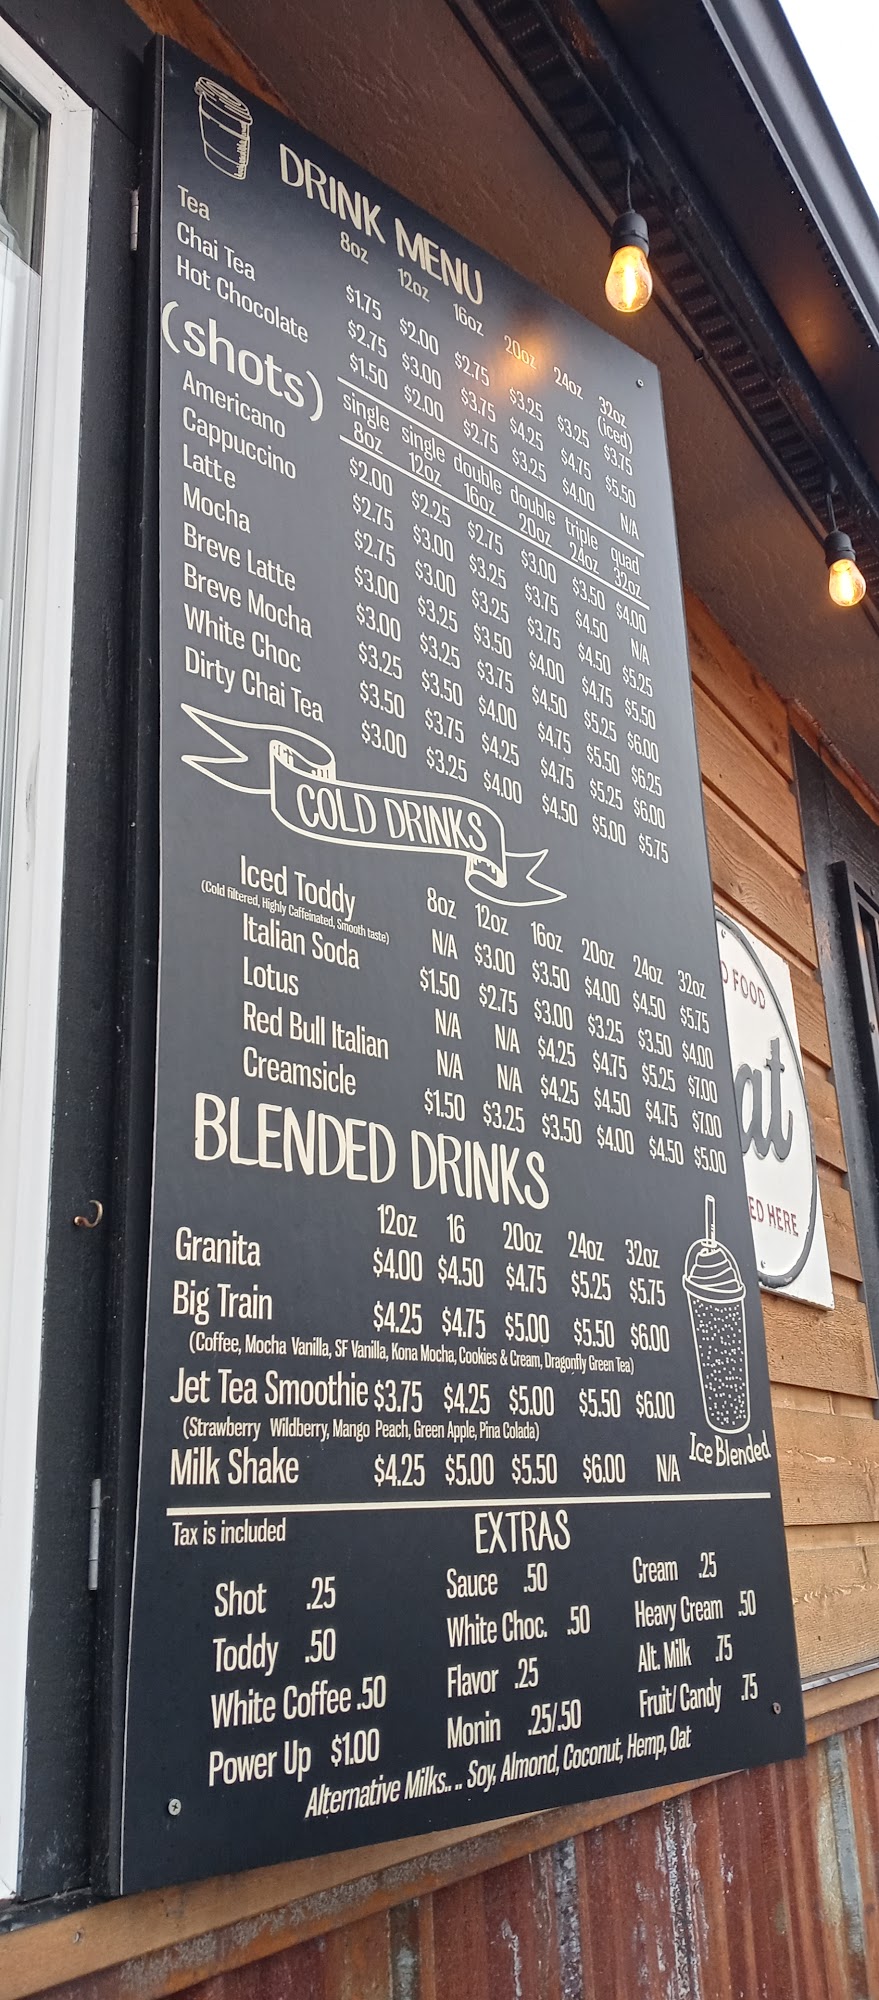 DRINK MENU
8oz 12oz 16oz 20oz 24oz 32oz
(iced)
Tea $1.75 $2.00 $2.75 $3.25 $3.25 $3.75
Chai Tea $2.75 $3.00 $3.75 $4.25 $4.75 $5.50
Hot Chocolate $1.50 $2.00 $2.75 $3.25 $4.00 N/A
(shots) single single double double triple quad
8oz 12oz 16oz 20oz 24oz 32oz
Americano $2.00 $2.25 $2.75 $3.00 $3.50 $4.00
Cappuccino $2.75 $3.00 $3.25 $3.75 $4.50 N/A
Latte $2.75 $3.00 $3.25 $3.75 $4.50 $5.25
Mocha $3.00 $3.25 $3.50 $4.00 $4.75 $5.50
Breve Latte $3.00 $3.25 $3.75 $4.50 $5.25 $6.00
Breve Mocha $3.25 $3.50 $4.00 $4.75 $5.50 $6.25
White Choc $3.50 $3.75 $4.25 $4.75 $5.25 $6.00
Dirty Chai Tea $3.00 $3.25 $4.00 $4.50 $5.00 $5.75
COLD DRINKS
8oz 12oz 16oz 20oz 24oz 32oz
Iced Toddy N/A $3.00 $3.50 $4.00 $4.50 $5.75
(Cold filtered, Highly Caffeinated, Smooth taste)
Italian Soda $1.50 $2.75 $3.00 $3.25 $3.50 $4.00
Lotus N/A N/A $4.25 $4.75 $5.25 $7.00
Red Bull Italian N/A N/A $4.25 $4.50 $4.75 $7.00
Creamsicle $1.50 $3.25 $3.50 $4.00 $4.50 $5.00
BLENDED DRINKS
12oz 16 20oz 24oz 32oz
Granita $4.00 $4.50 $4.75 $5.25 $5.75
Big Train $4.25 $4.75 $5.00 $5.50 $6.00
(Coffee, Mocha Vanilla, SF Vanilla, Kona Mocha, Cookies & Cream, Dragonfly Green Tea)
Jet Tea Smoothie $3.75 $4.25 $5.00 $5.50 $6.00
(Strawberry Wildberry, Mango Peach, Green Apple, Pina Colada)
Milk Shake $4.25 $5.00 $5.50 $6.00 N/A
Ice Blended
Tax is included
EXTRAS
Shot .25 Sauce .50 Cream .25
Toddy .50 White Choc. .50 Heavy Cream .50
White Coffee .50 Flavor .25 Alt. Milk .75
Power Up $1.00 Monin .25/.50 Fruit/Candy .75
Alternative Milks.... Soy, Almond, Coconut, Hemp, Oat
FOOD
at
ED HERE